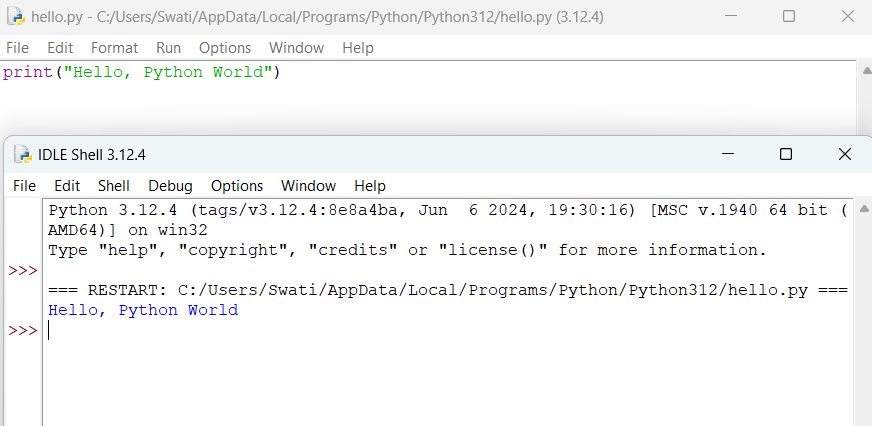 hello.py - C:/Users/Swati/AppData/Local/Programs/Python/Python312/hello.py (3.12.4)
File Edit Format Run Options Window Help
print("Hello, Python World")
IDLE Shell 3.12.4
File Edit Shell Debug Options Window Help
Python 3.12.4 (tags/v3.12.4:8e8a4ba, Jun  6 2024, 19:30:16) [MSC v.1940 64 bit (
AMD64)] on win32
Type "help", "copyright", "credits" or "license()" for more information.
>>>
=== RESTART: C:/Users/Swati/AppData/Local/Programs/Python/Python312/hello.py ===
Hello, Python World
>>>